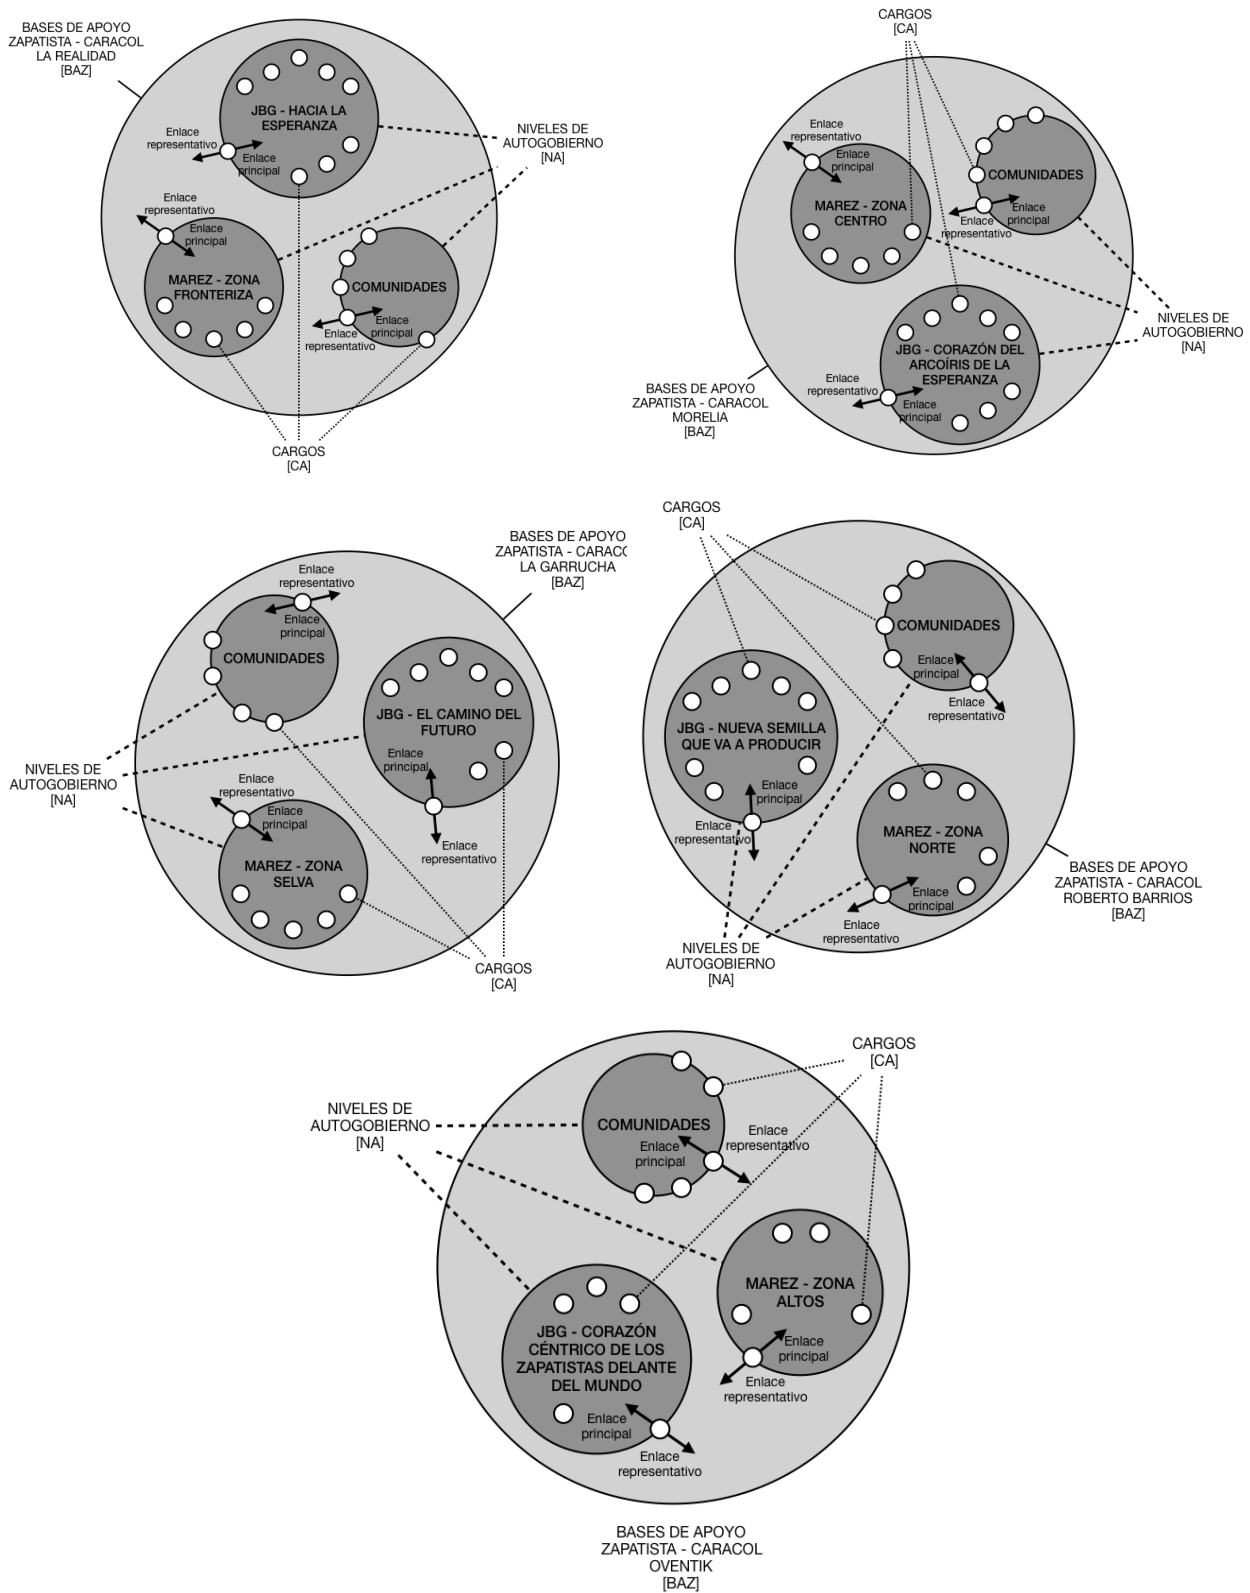 BASES DE APOYO
ZAPATISTA - CARACOL
LA REALIDAD
[BAZ]
JBG - HACIA LA
ESPERANZA
Enlace
representativo
Enlace
principal
NIVELES DE
AUTOGOBIERNO
[NA]
Enlace
representativo
Enlace
principal
MAREZ - ZONA
FRONTERIZA
COMUNIDADES
Enlace
principal
Enlace
representativo
CARGOS
[CA]
CARGOS
[CA]
Enlace
representativo
Enlace
principal
MAREZ - ZONA
CENTRO
COMUNIDADES
Enlace
principal
Enlace
representativo
NIVELES DE
AUTOGOBIERNO
[NA]
JBG - CORAZÓN DEL
ARCOÍRIS DE LA
ESPERANZA
Enlace
representativo
Enlace
principal
BASES DE APOYO
ZAPATISTA - CARACOL
MORELIA
[BAZ]
BASES DE APOYO
ZAPATISTA - CARAC
LA GARRUCHA
[BAZ]
Enlace
representativo
Enlace
principal
COMUNIDADES
JBG - EL CAMINO DEL
FUTURO
Enlace
principal
Enlace
representativo
NIVELES DE
AUTOGOBIERNO
[NA]
Enlace
representativo
Enlace
principal
MAREZ - ZONA
SELVA
CARGOS
[CA]
CARGOS
[CA]
COMUNIDADES
Enlace
principal
Enlace
representativo
JBG - NUEVA SEMILLA
QUE VA A PRODUCIR
Enlace
principal
Enlace
representativo
MAREZ - ZONA
NORTE
Enlace
principal
Enlace
representativo
BASES DE APOYO
ZAPATISTA - CARACOL
ROBERTO BARRIOS
[BAZ]
NIVELES DE
AUTOGOBIERNO
[NA]
CARGOS
[CA]
NIVELES DE
AUTOGOBIERNO
[NA]
COMUNIDADES
Enlace
principal
Enlace
representativo
MAREZ - ZONA
ALTOS
Enlace
principal
Enlace
representativo
JBG - CORAZÓN
CÉNTRICO DE LOS
ZAPATISTAS DELANTE
DEL MUNDO
Enlace
principal
Enlace
representativo
BASES DE APOYO
ZAPATISTA - CARACOL
OVENTIK
[BAZ]